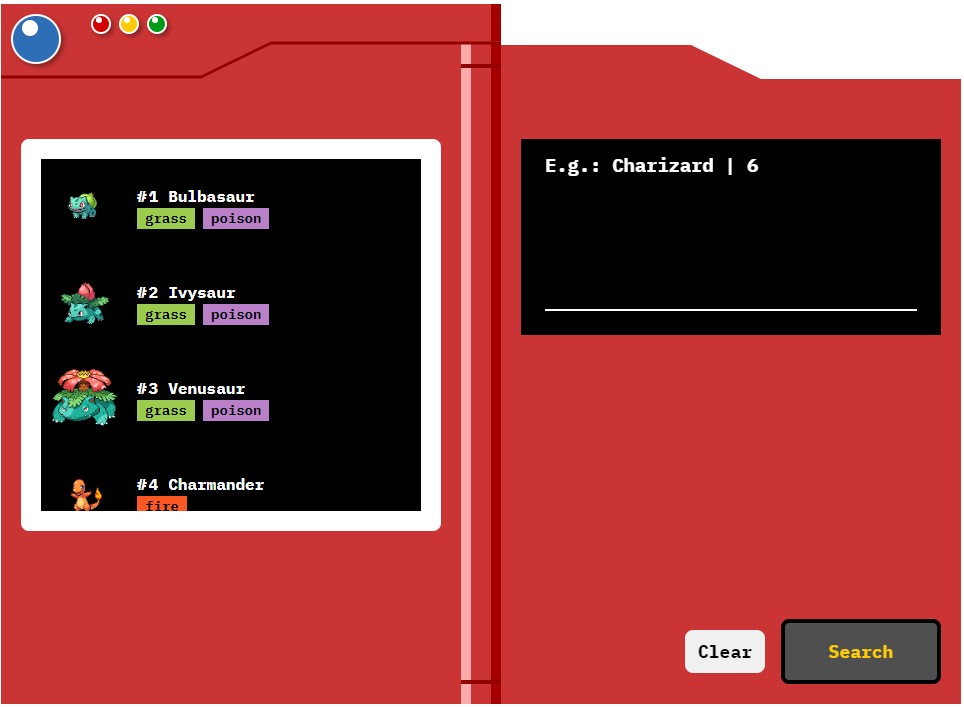 #1 Bulbasaur
grass poison
#2 Ivysaur
grass poison
#3 Venusaur
grass poison
#4 Charmander
fire
E.g.: Charizard | 6
Clear
Search